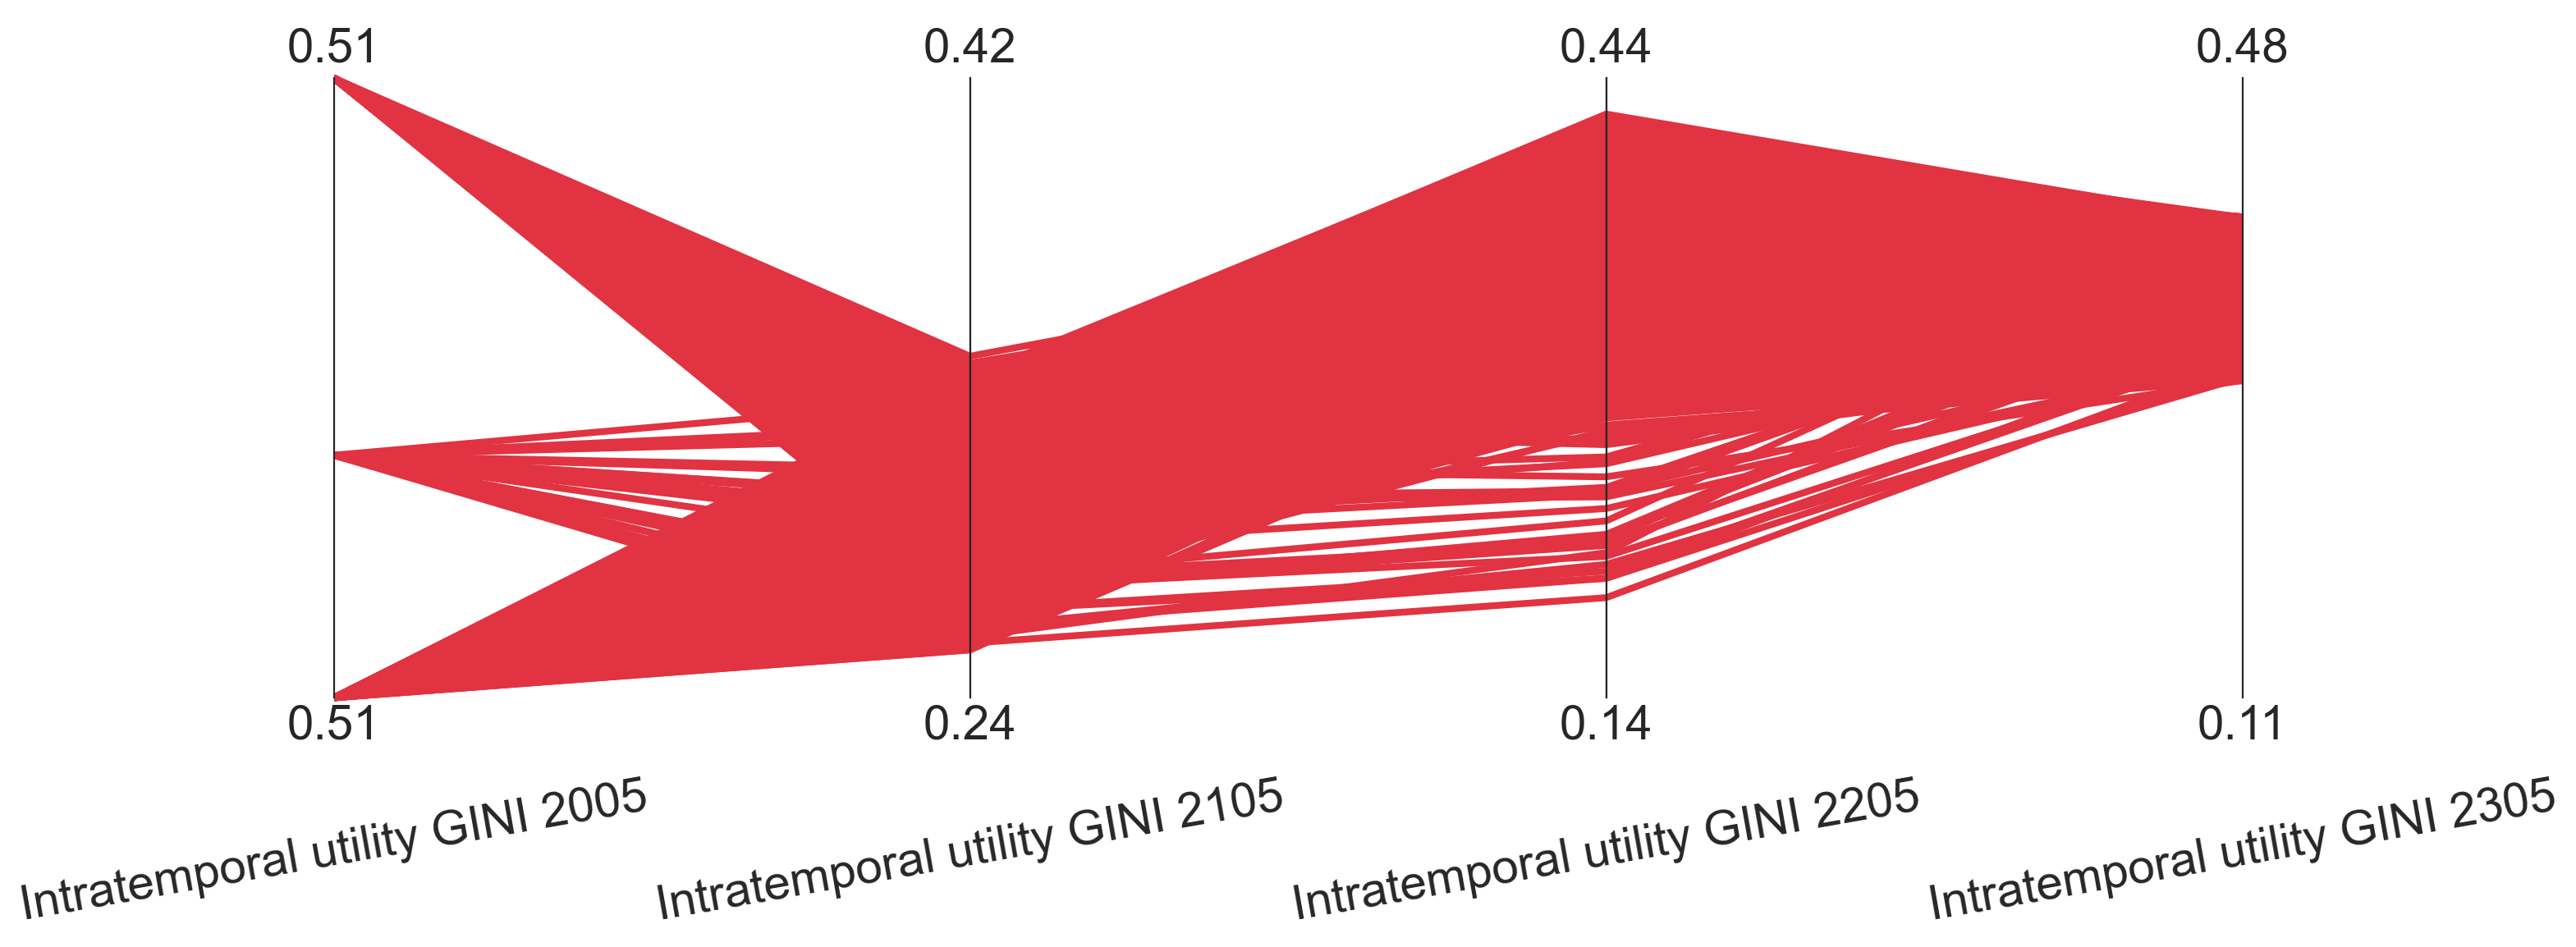 0.51
0.42
0.44
0.48
0.51
0.24
0.14
0.11
Intratemporal utility GINI 2005
Intratemporal utility GINI 2105
Intratemporal utility GINI 2205
Intratemporal utility GINI 2305